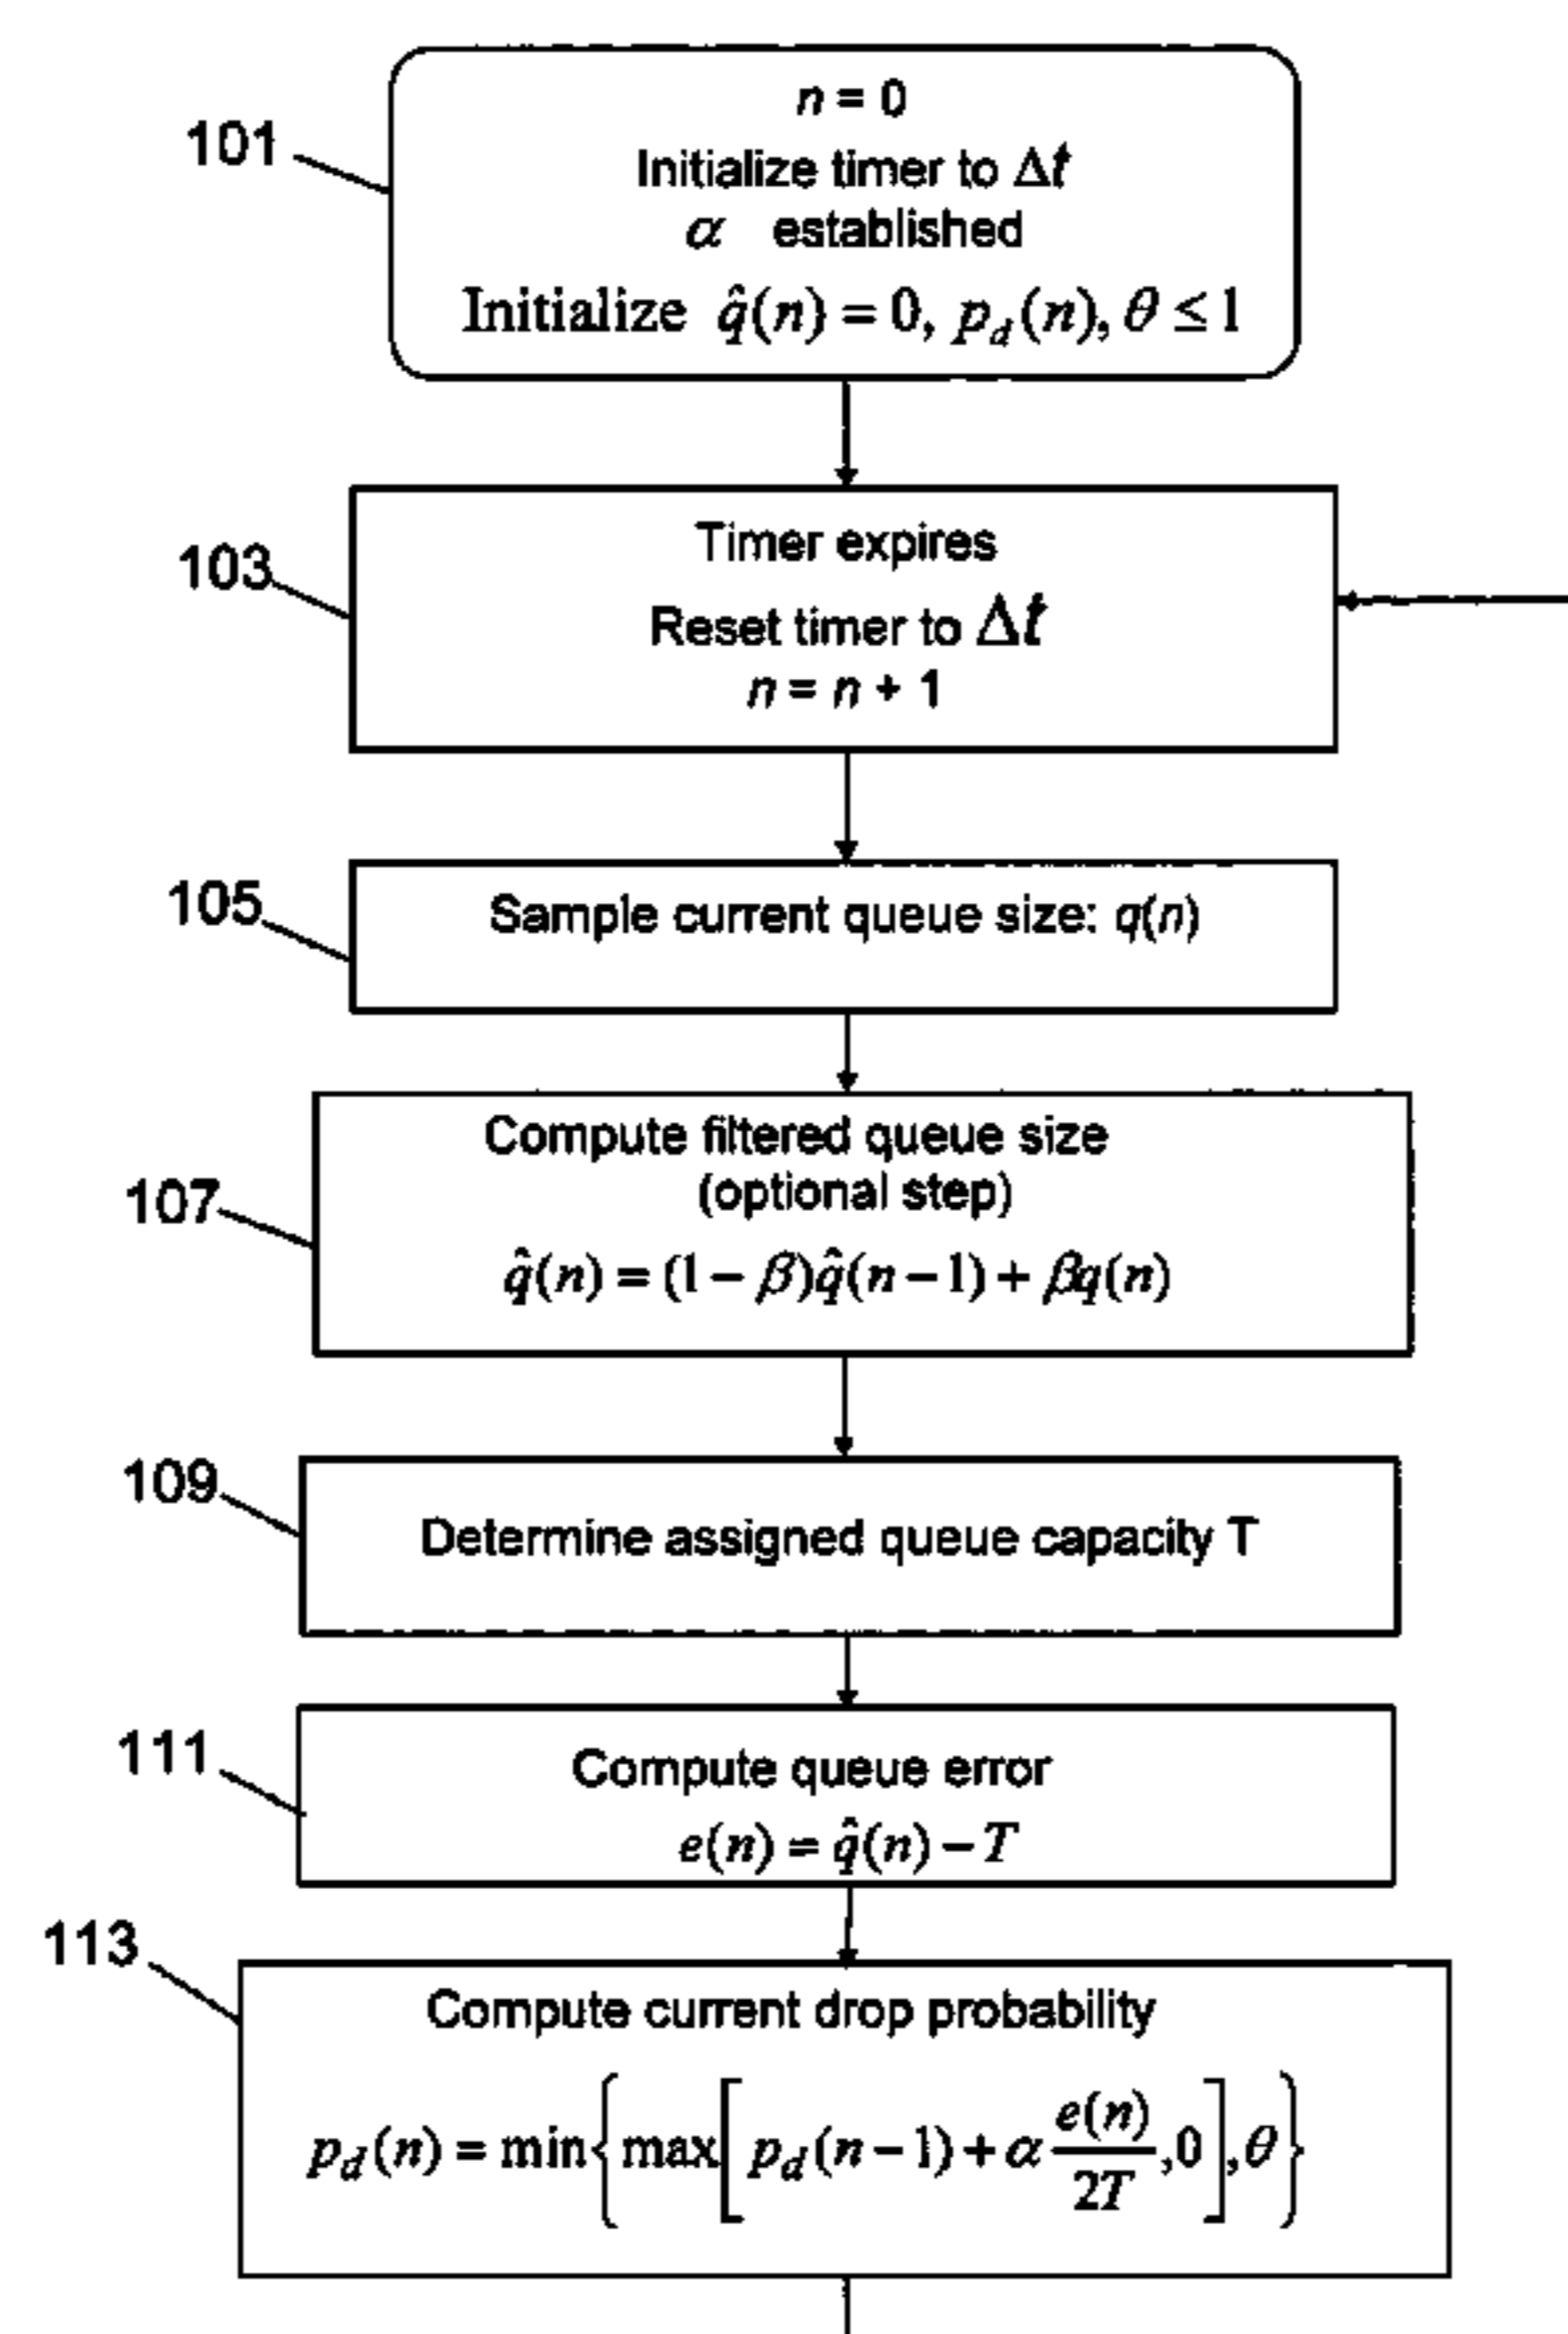 101
n = 0
Initialize timer to Δt
α established
Initialize q̂(n) = 0, p_d(n), θ ≤ 1
103
Timer expires
Reset timer to Δt
n = n + 1
105
Sample current queue size: q(n)
107
Compute filtered queue size
(optional step)
q̂(n) = (1 − β)q̂(n−1) + βq(n)
109
Determine assigned queue capacity T
111
Compute queue error
e(n) = q̂(n) − T
113
Compute current drop probability
p_d(n) = min{max[p_d(n−1) + α e(n)/2T, 0], θ}